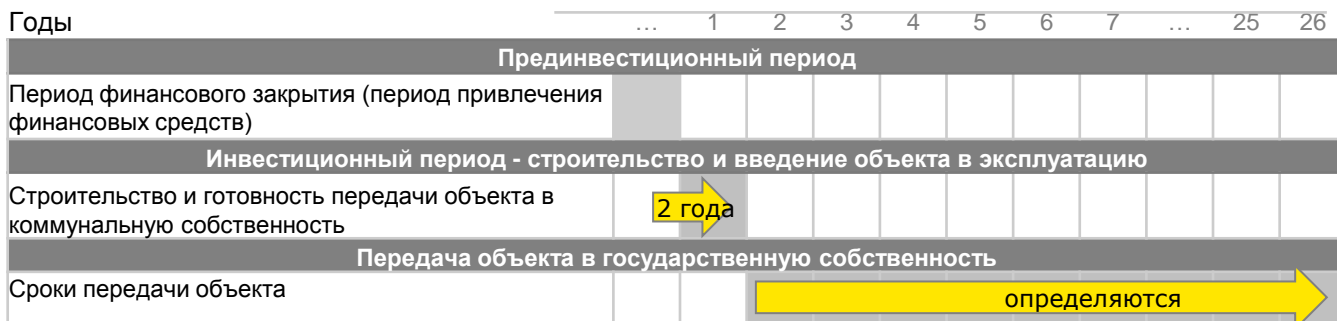 Годы … 1 2 3 4 5 6 7 … 25 26
Прединвестиционный период
Период финансового закрытия (период привлечения
финансовых средств)
Инвестиционный период - строительство и введение объекта в эксплуатацию
Строительство и готовность передачи объекта в
коммунальную собственность
2 года
Передача объекта в государственную собственность
Сроки передачи объекта
определяются